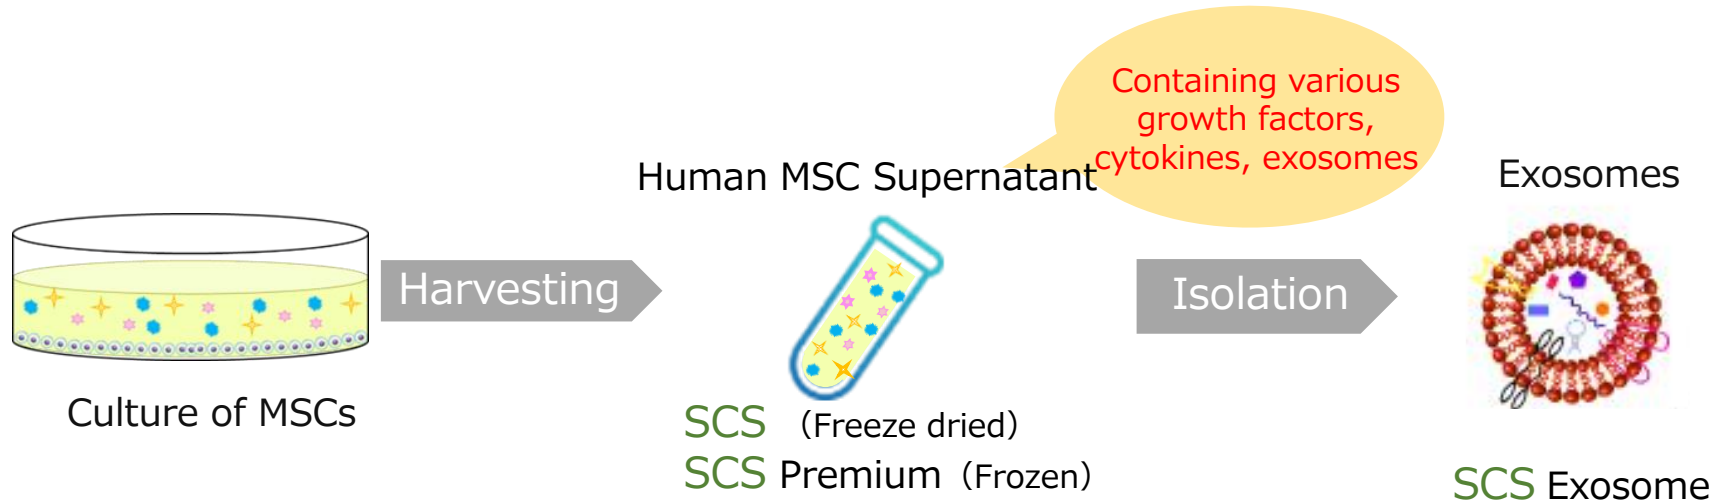 Containing various
growth factors,
cytokines, exosomes
Human MSC Supernatant
Exosomes
Harvesting
Isolation
Culture of MSCs
SCS （Freeze dried）
SCS Premium（Frozen）
SCS Exosome